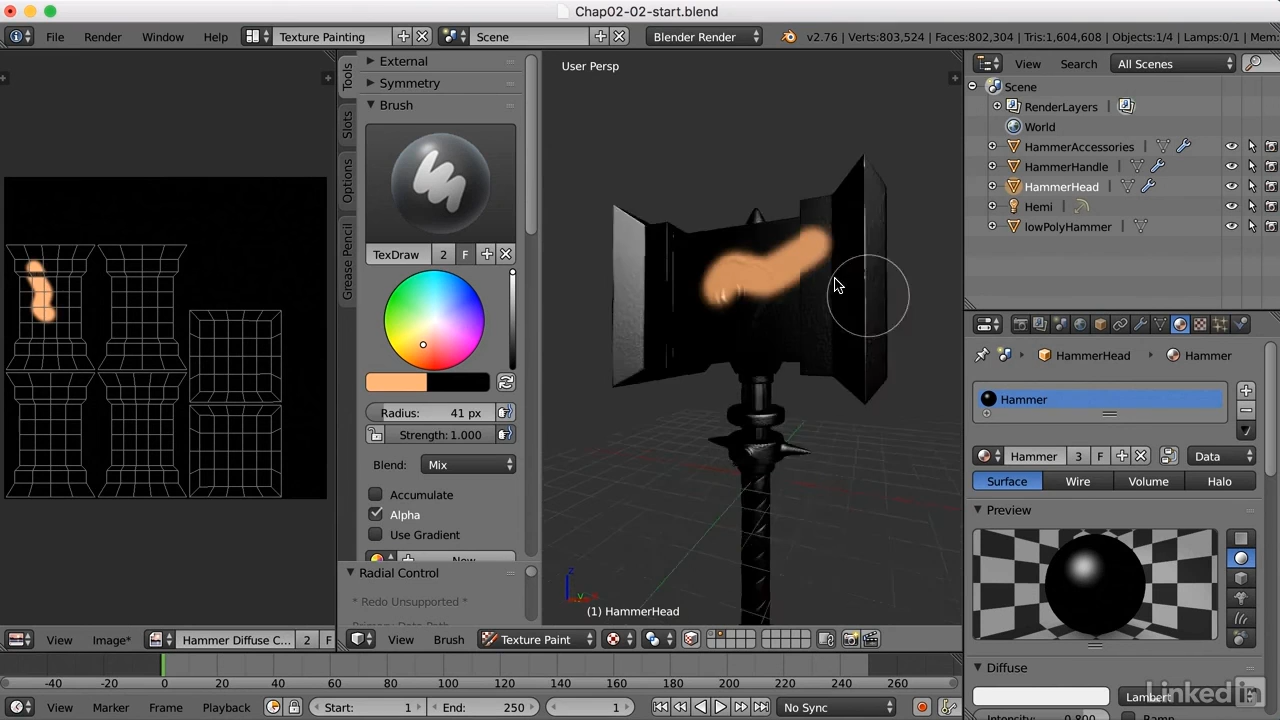 Chap02-02-start.blend
File Render Window Help Texture Painting Scene Blender Render v2.76 | Verts:803,524 | Faces:802,304 | Tris:1,604,608 | Objects:1/4 | Lamps:0/1 | Mem:
External
Symmetry
Brush
TexDraw 2 F
Radius: 41 px
Strength: 1.000
Blend: Mix
Accumulate
Alpha
Use Gradient
New
Radial Control
* Redo Unsupported *
Tools
Slots
Options
Grease Pencil
User Persp
(1) HammerHead
View Search All Scenes
Scene
RenderLayers
World
HammerAccessories
HammerHandle
HammerHead
Hemi
lowPolyHammer
HammerHead Hammer
Hammer
Hammer 3 F Data
Surface Wire Volume Halo
Preview
Diffuse
Lambert
LinkedIn
View Image* Hammer Diffuse C... 2 F
View Brush Texture Paint
-40 -20 0 20 40 60 80 100 120 140 160 180 200 220 240 260
View Marker Frame Playback Start: 1 End: 250 1 No Sync